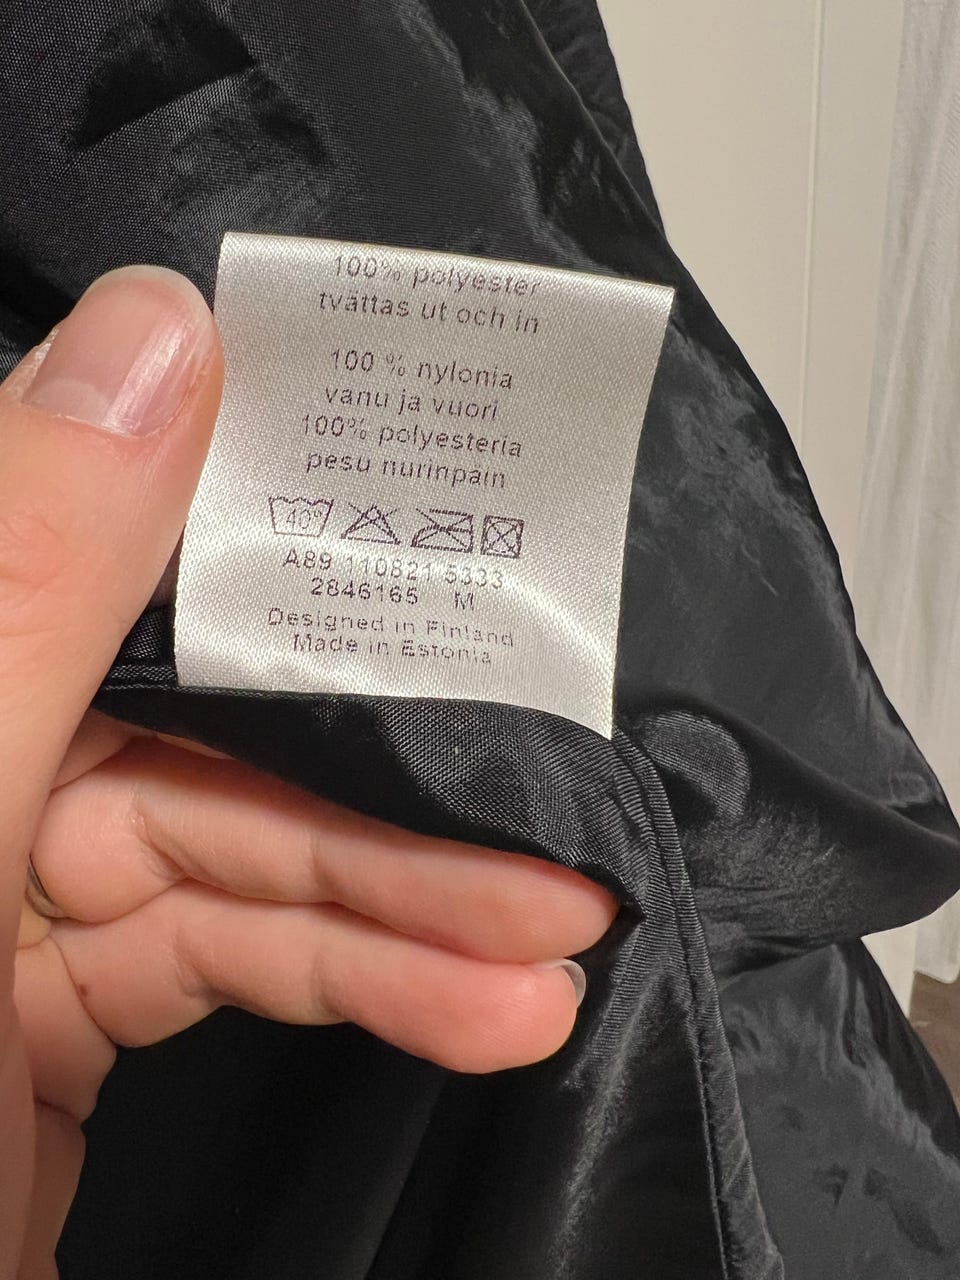 100% polyester
tvättas ut och in
100 % nylonia
vanu ja vuori
100% polyesteria
pesu nurinpäin
40°
A89 110821 5333
2846165 M
Designed in Finland
Made in Estonia